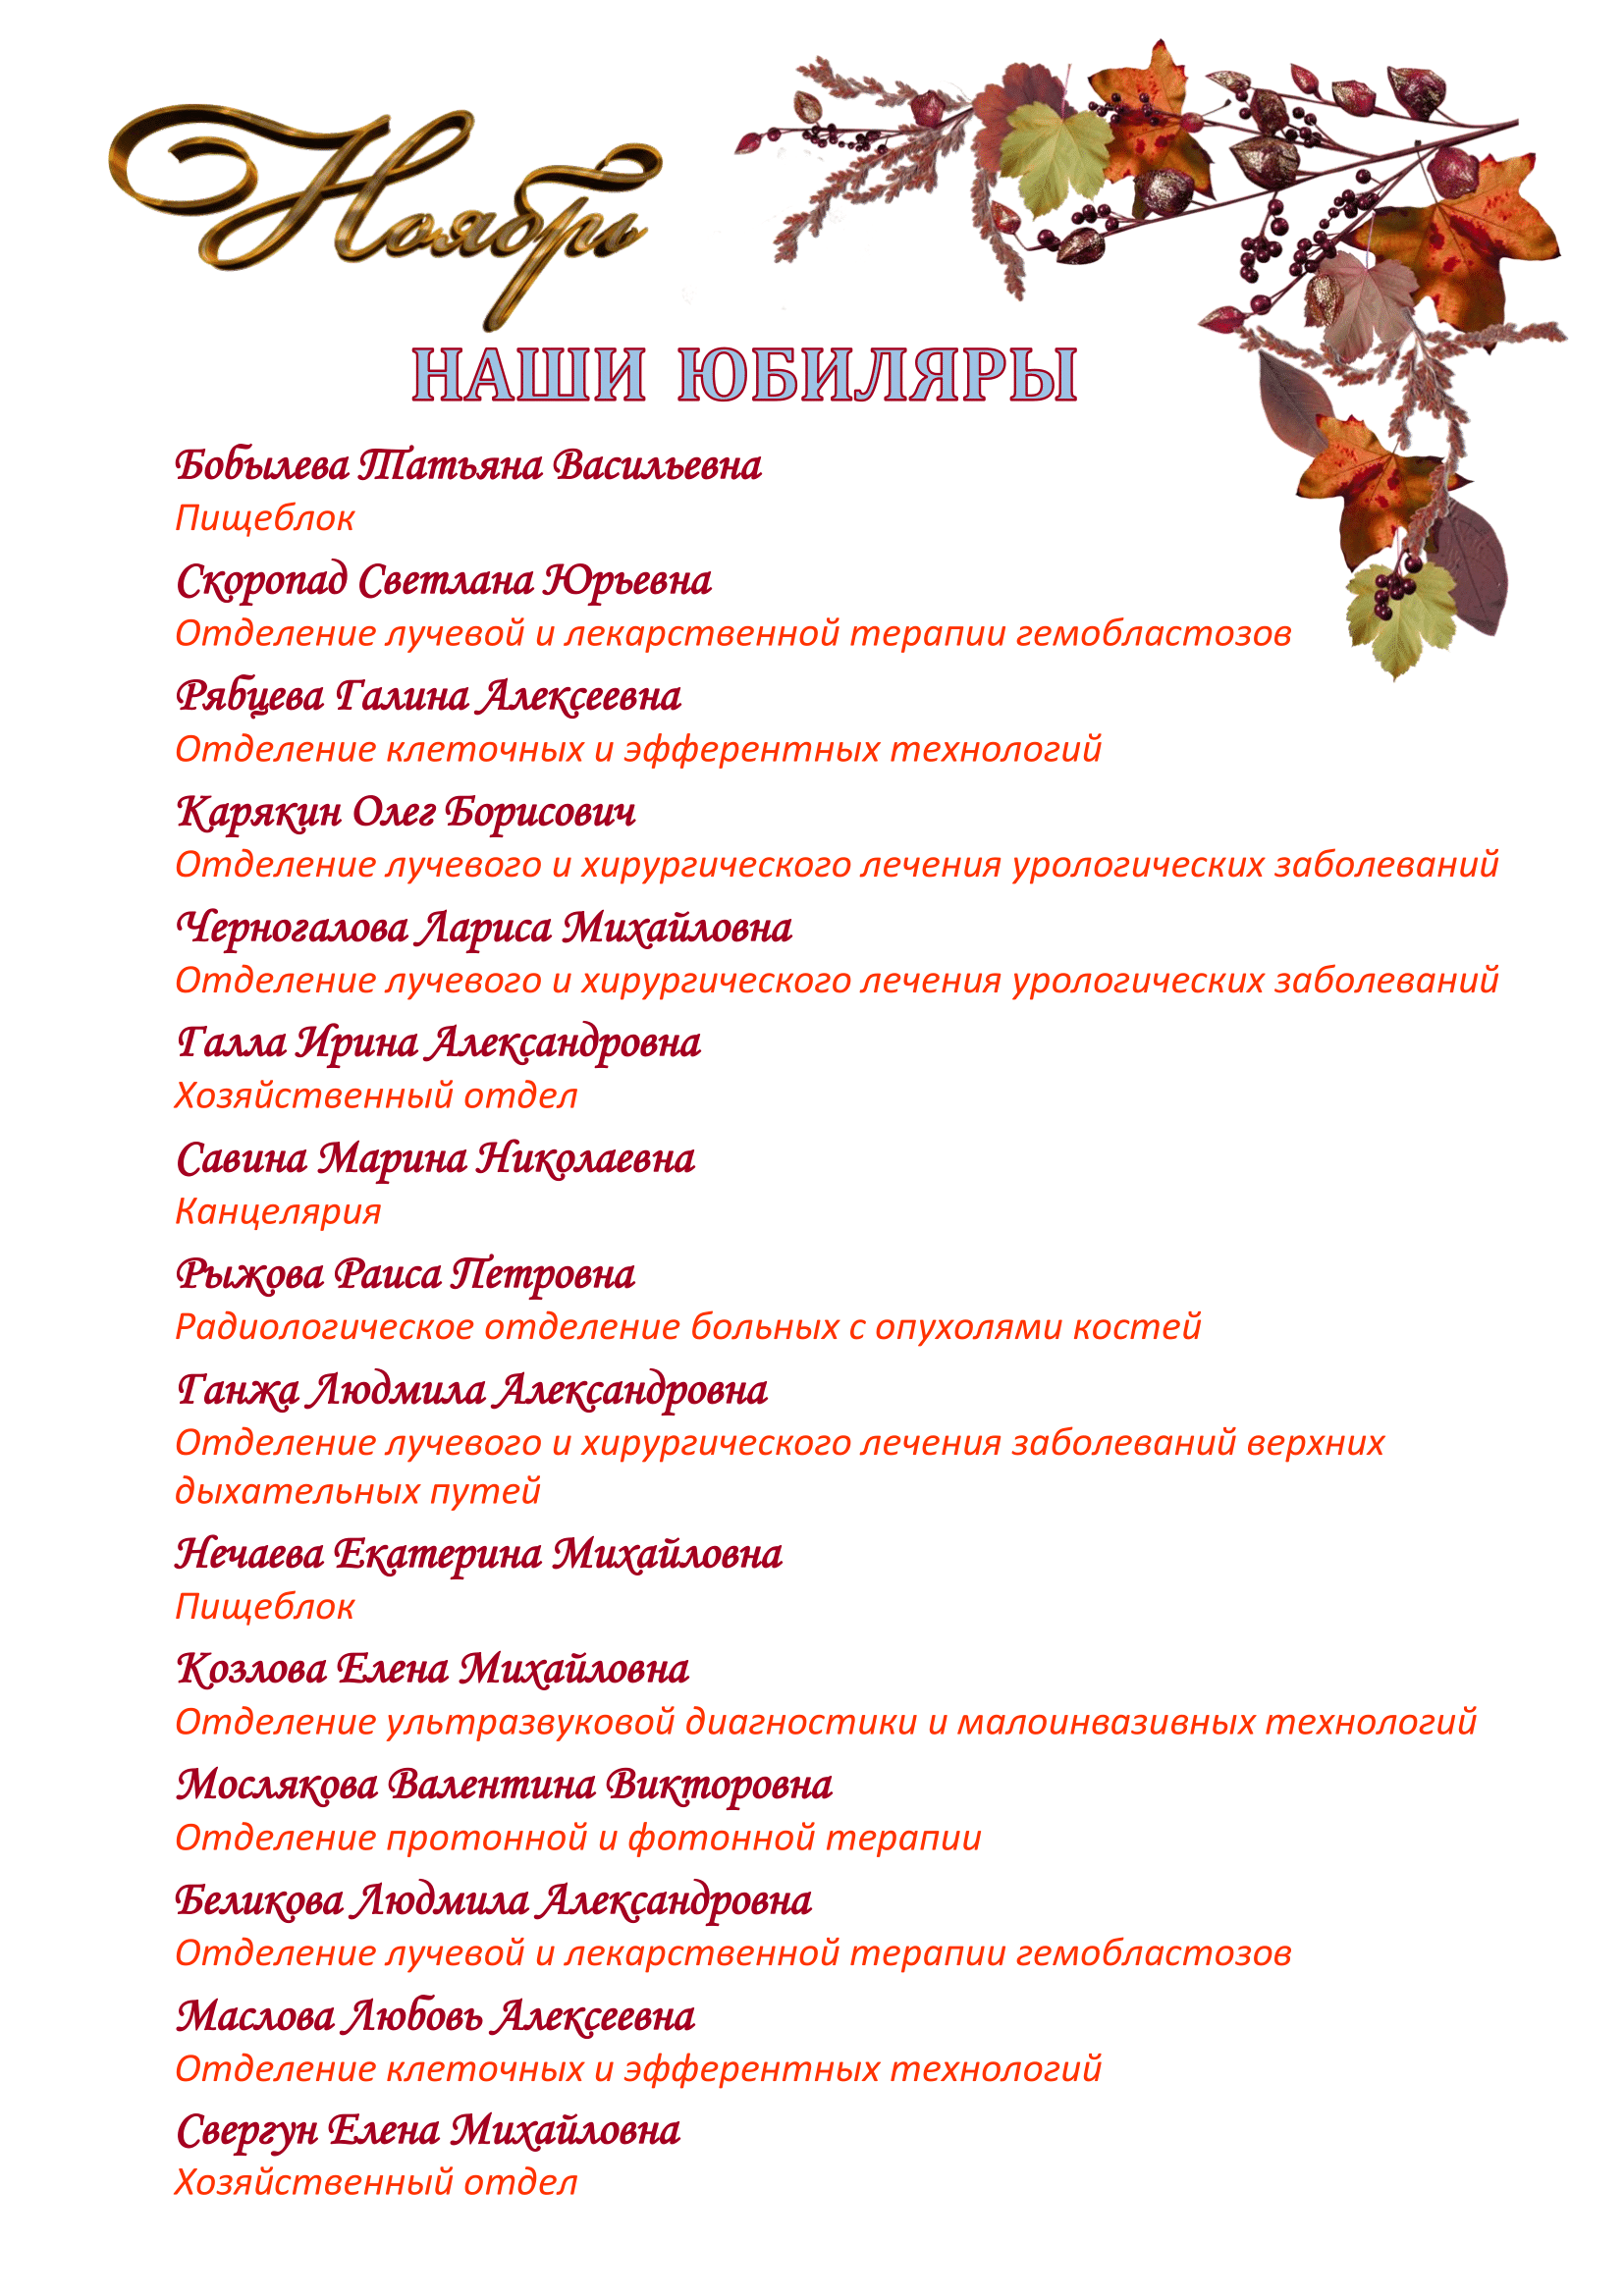 Ноябрь
НАШИ ЮБИЛЯРЫ
Бобылева Татьяна Васильевна
Пищеблок
Скоропад Светлана Юрьевна
Отделение лучевой и лекарственной терапии гемобластозов
Рябцева Галина Алексеевна
Отделение клеточных и эфферентных технологий
Карякин Олег Борисович
Отделение лучевого и хирургического лечения урологических заболеваний
Черногалова Лариса Михайловна
Отделение лучевого и хирургического лечения урологических заболеваний
Галла Ирина Александровна
Хозяйственный отдел
Савина Марина Николаевна
Канцелярия
Рыжова Раиса Петровна
Радиологическое отделение больных с опухолями костей
Ганжа Людмила Александровна
Отделение лучевого и хирургического лечения заболеваний верхних
дыхательных путей
Нечаева Екатерина Михайловна
Пищеблок
Козлова Елена Михайловна
Отделение ультразвуковой диагностики и малоинвазивных технологий
Мослякова Валентина Викторовна
Отделение протонной и фотонной терапии
Беликова Людмила Александровна
Отделение лучевой и лекарственной терапии гемобластозов
Маслова Любовь Алексеевна
Отделение клеточных и эфферентных технологий
Свергун Елена Михайловна
Хозяйственный отдел